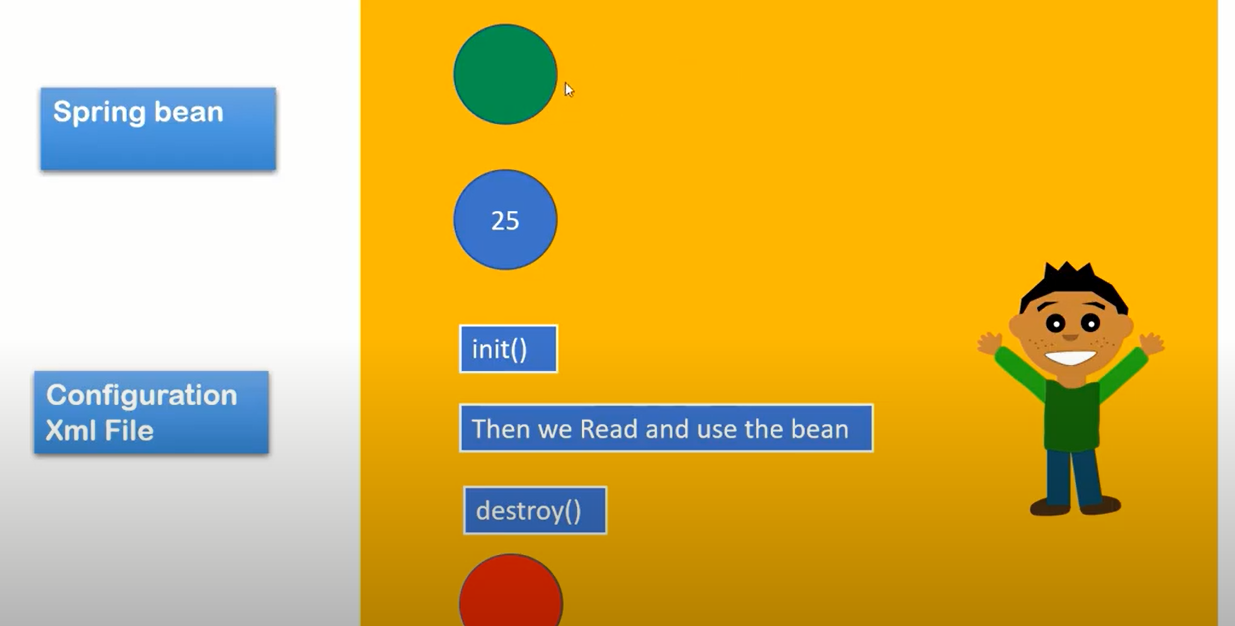 Spring bean
25
init()
Configuration
Xml File
Then we Read and use the bean
destroy()